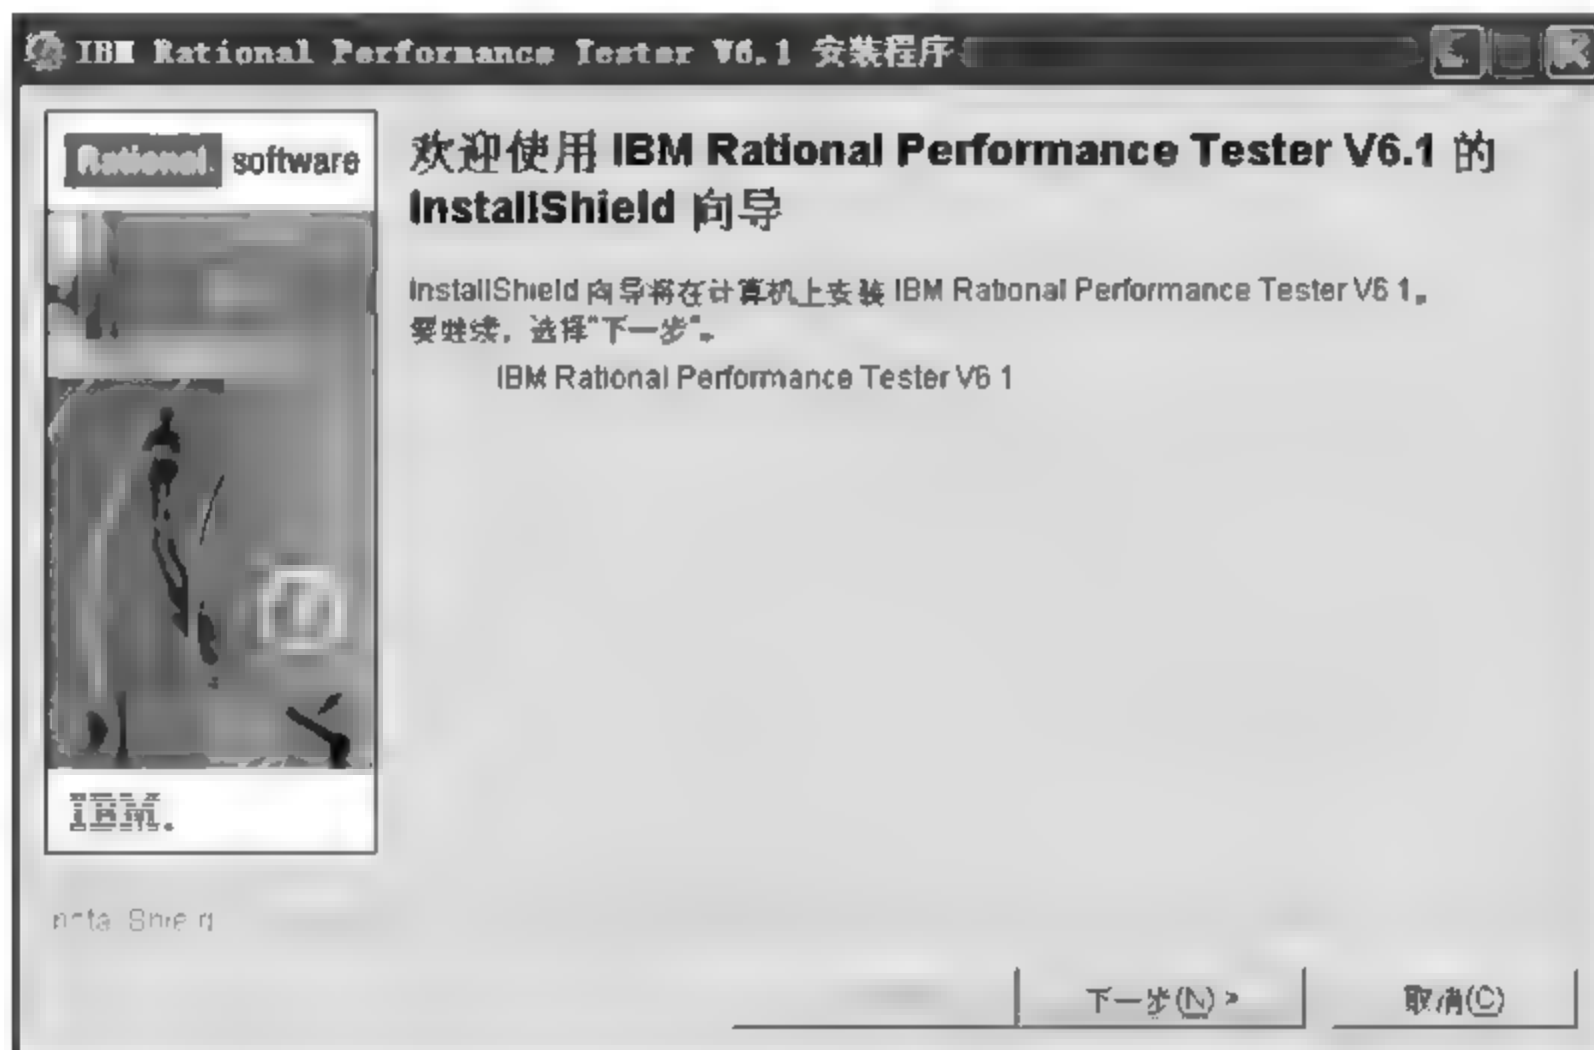 IBM Rational Performance Tester V6.1 安装程序
Rational. software
欢迎使用 IBM Rational Performance Tester V6.1 的
InstallShield 向导
InstallShield 向导将在计算机上安装 IBM Rational Performance Tester V6.1。
要继续，选择“下一步”。
IBM Rational Performance Tester V6.1
IBM.
InstallShield
下一步(N) >
取消(C)